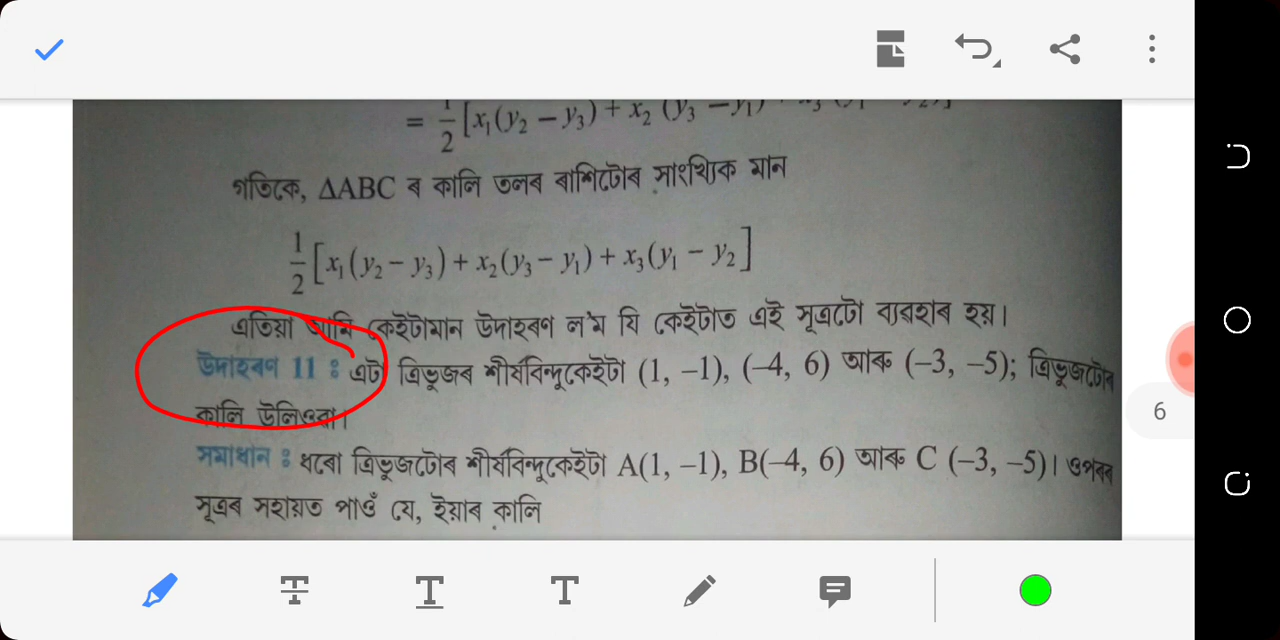 = 1/2 [x₁(y₂ − y₃) + x₂ (y₃ − y₁)
গতিকে, ΔABC ৰ কালি তলৰ ৰাশিটোৰ সাংখ্যিক মান
1/2 [x₁(y₂ − y₃) + x₂(y₃ − y₁) + x₃(y₁ − y₂]
এতিয়া আমি কেইটামান উদাহৰণ ল'ম যি কেইটাত এই সূত্ৰটো ব্যৱহাৰ হয়।
উদাহৰণ 11 : এটা ত্ৰিভুজৰ শীৰ্ষবিন্দুকেইটা (1, −1), (−4, 6) আৰু (−3, −5); ত্ৰিভুজটোৰ
কালি উলিওৱা।
6
সমাধান : ধৰো ত্ৰিভুজটোৰ শীৰ্ষবিন্দুকেইটা A(1, −1), B(−4, 6) আৰু C (−3, −5)। ওপৰৰ
সূত্ৰৰ সহায়ত পাওঁ যে, ইয়াৰ কালি